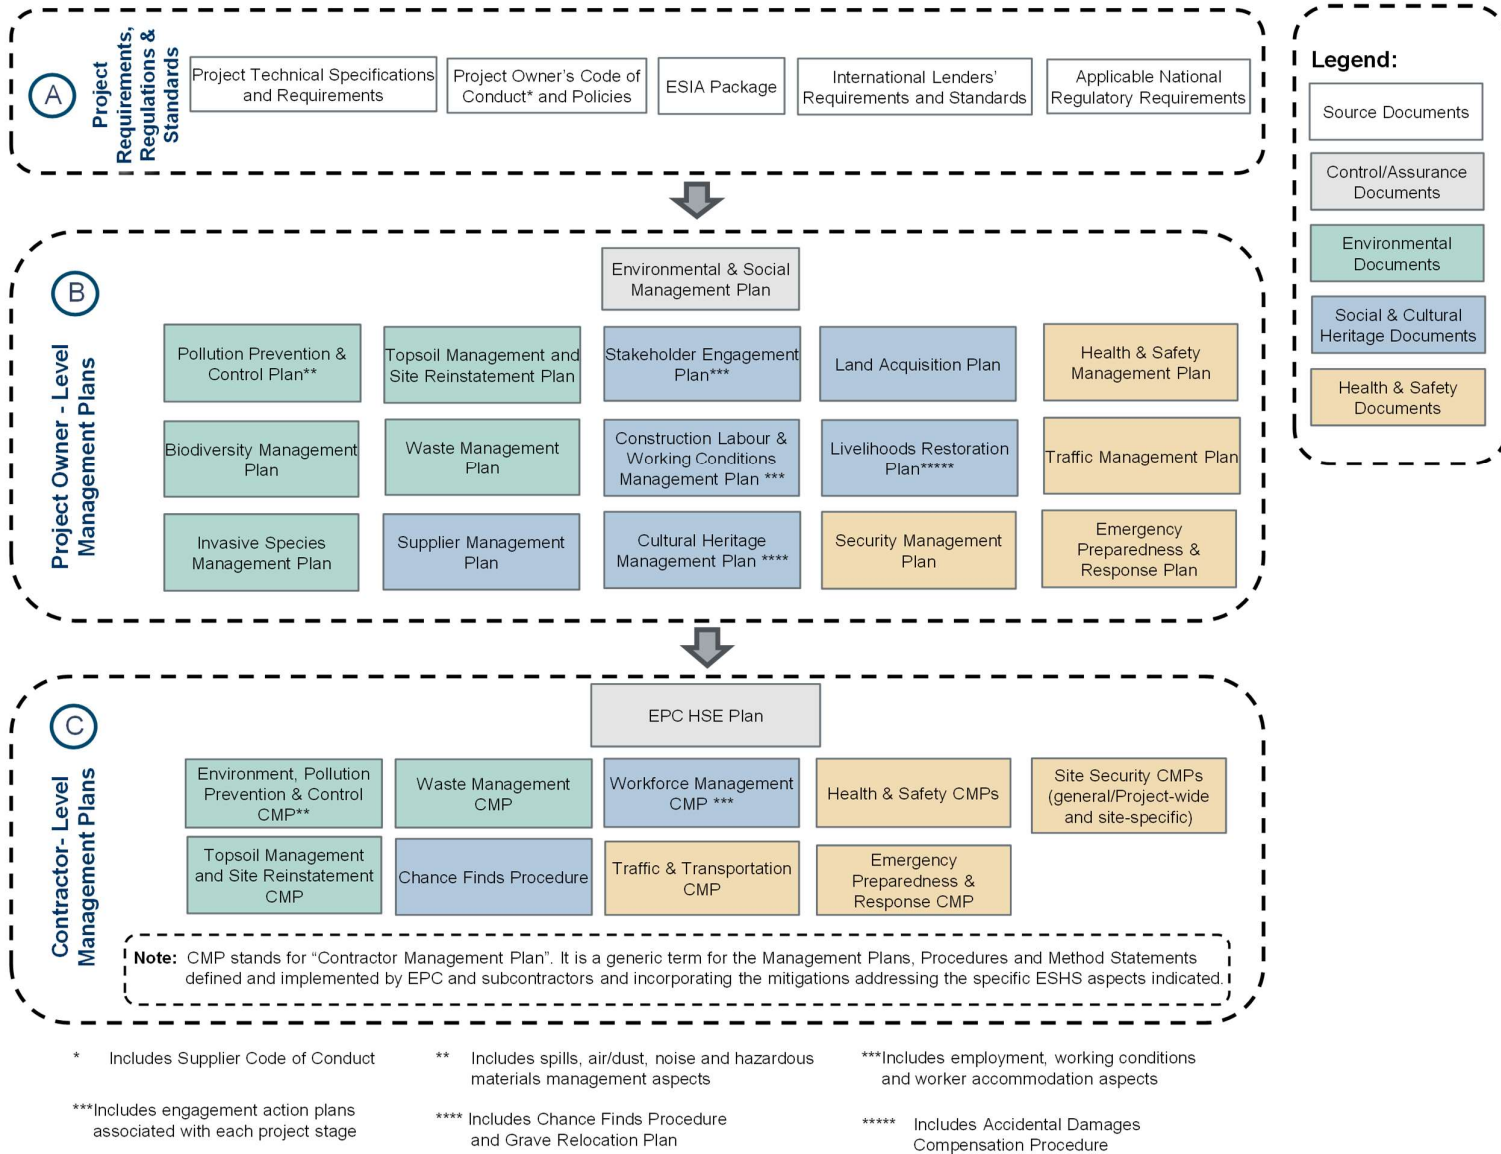 A
Project
Requirements,
Regulations &
Standards
Project Technical Specifications
and Requirements
Project Owner's Code of
Conduct* and Policies
ESIA Package
International Lenders'
Requirements and Standards
Applicable National
Regulatory Requirements
Legend:
Source Documents
Control/Assurance
Documents
Environmental
Documents
Social & Cultural
Heritage Documents
Health & Safety
Documents
B
Project Owner - Level
Management Plans
Environmental & Social
Management Plan
Pollution Prevention &
Control Plan**
Topsoil Management and
Site Reinstatement Plan
Stakeholder Engagement
Plan***
Land Acquisition Plan
Health & Safety
Management Plan
Biodiversity Management
Plan
Waste Management
Plan
Construction Labour &
Working Conditions
Management Plan ***
Livelihoods Restoration
Plan*****
Traffic Management Plan
Invasive Species
Management Plan
Supplier Management
Plan
Cultural Heritage
Management Plan ****
Security Management
Plan
Emergency
Preparedness &
Response Plan
C
Contractor- Level
Management Plans
EPC HSE Plan
Environment, Pollution
Prevention & Control
CMP**
Waste Management
CMP
Workforce Management
CMP ***
Health & Safety CMPs
Site Security CMPs
(general/Project-wide
and site-specific)
Topsoil Management
and Site Reinstatement
CMP
Chance Finds Procedure
Traffic & Transportation
CMP
Emergency
Preparedness &
Response CMP
Note: CMP stands for “Contractor Management Plan”. It is a generic term for the Management Plans, Procedures and Method Statements
defined and implemented by EPC and subcontractors and incorporating the mitigations addressing the specific ESHS aspects indicated.
* Includes Supplier Code of Conduct
** Includes spills, air/dust, noise and hazardous
materials management aspects
***Includes employment, working conditions
and worker accommodation aspects
***Includes engagement action plans
associated with each project stage
**** Includes Chance Finds Procedure
and Grave Relocation Plan
***** Includes Accidental Damages
Compensation Procedure